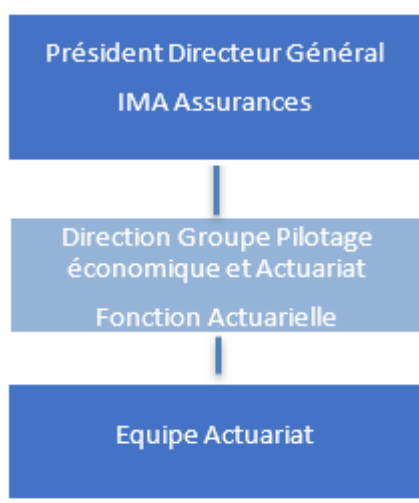 Président Directeur Général
IMA Assurances
Direction Groupe Pilotage
économique et Actuariat
Fonction Actuarielle
Equipe Actuariat